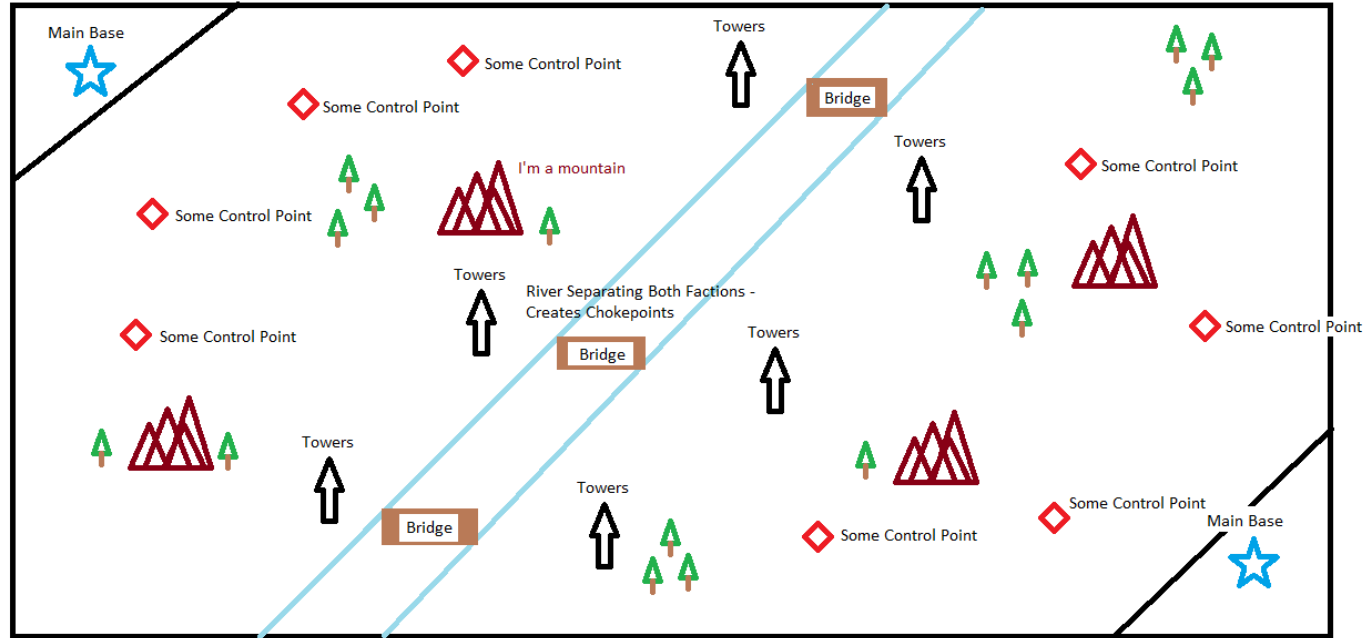 Main Base
Some Control Point
Some Control Point
Towers
Bridge
Towers
Some Control Point
I'm a mountain
Some Control Point
Towers
River Separating Both Factions -
Creates Chokepoints
Some Control Point
Some Control Point
Towers
Bridge
Towers
Towers
Some Control Point
Main Base
Bridge
Some Control Point